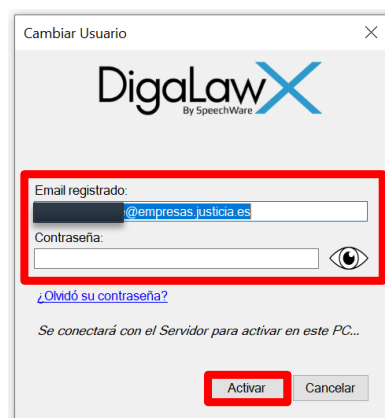 Cambiar Usuario
DigaLawX
By SpeechWare
Email registrado:
@empresas.justicia.es
Contraseña:
¿Olvidó su contraseña?
Se conectará con el Servidor para activar en este PC...
Activar Cancelar